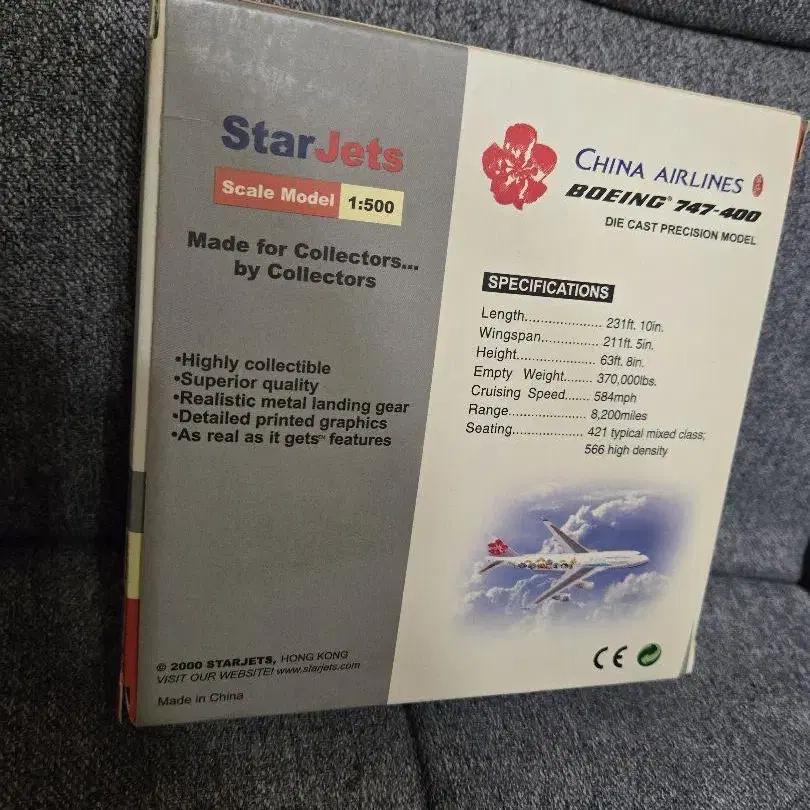 StarJets
Scale Model 1:500
Made for Collectors...
by Collectors
•Highly collectible
•Superior quality
•Realistic metal landing gear
•Detailed printed graphics
•As real as it gets™ features
© 2000 STARJETS, HONG KONG
VISIT OUR WEBSITE! www.starjets.com
Made in China
CHINA AIRLINES
BOEING® 747-400
DIE CAST PRECISION MODEL
SPECIFICATIONS
Length.................... 231ft. 10in.
Wingspan............... 211ft. 5in.
Height..................... 63ft. 8in.
Empty Weight........ 370,000lbs.
Cruising Speed....... 584mph
Range..................... 8,200miles
Seating................... 421 typical mixed class;
566 high density
CE